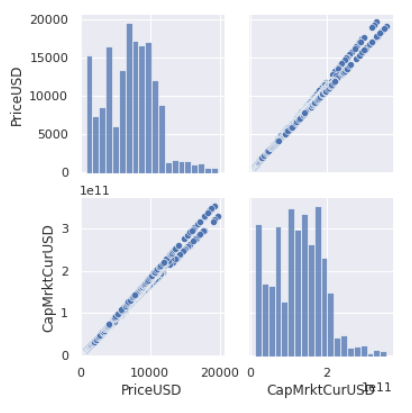 20000
15000
10000
5000
0
PriceUSD
1e11
3
2
1
0
CapMrktCurUSD
0 10000 20000
PriceUSD
0 2
CapMrktCurUSD
1e11